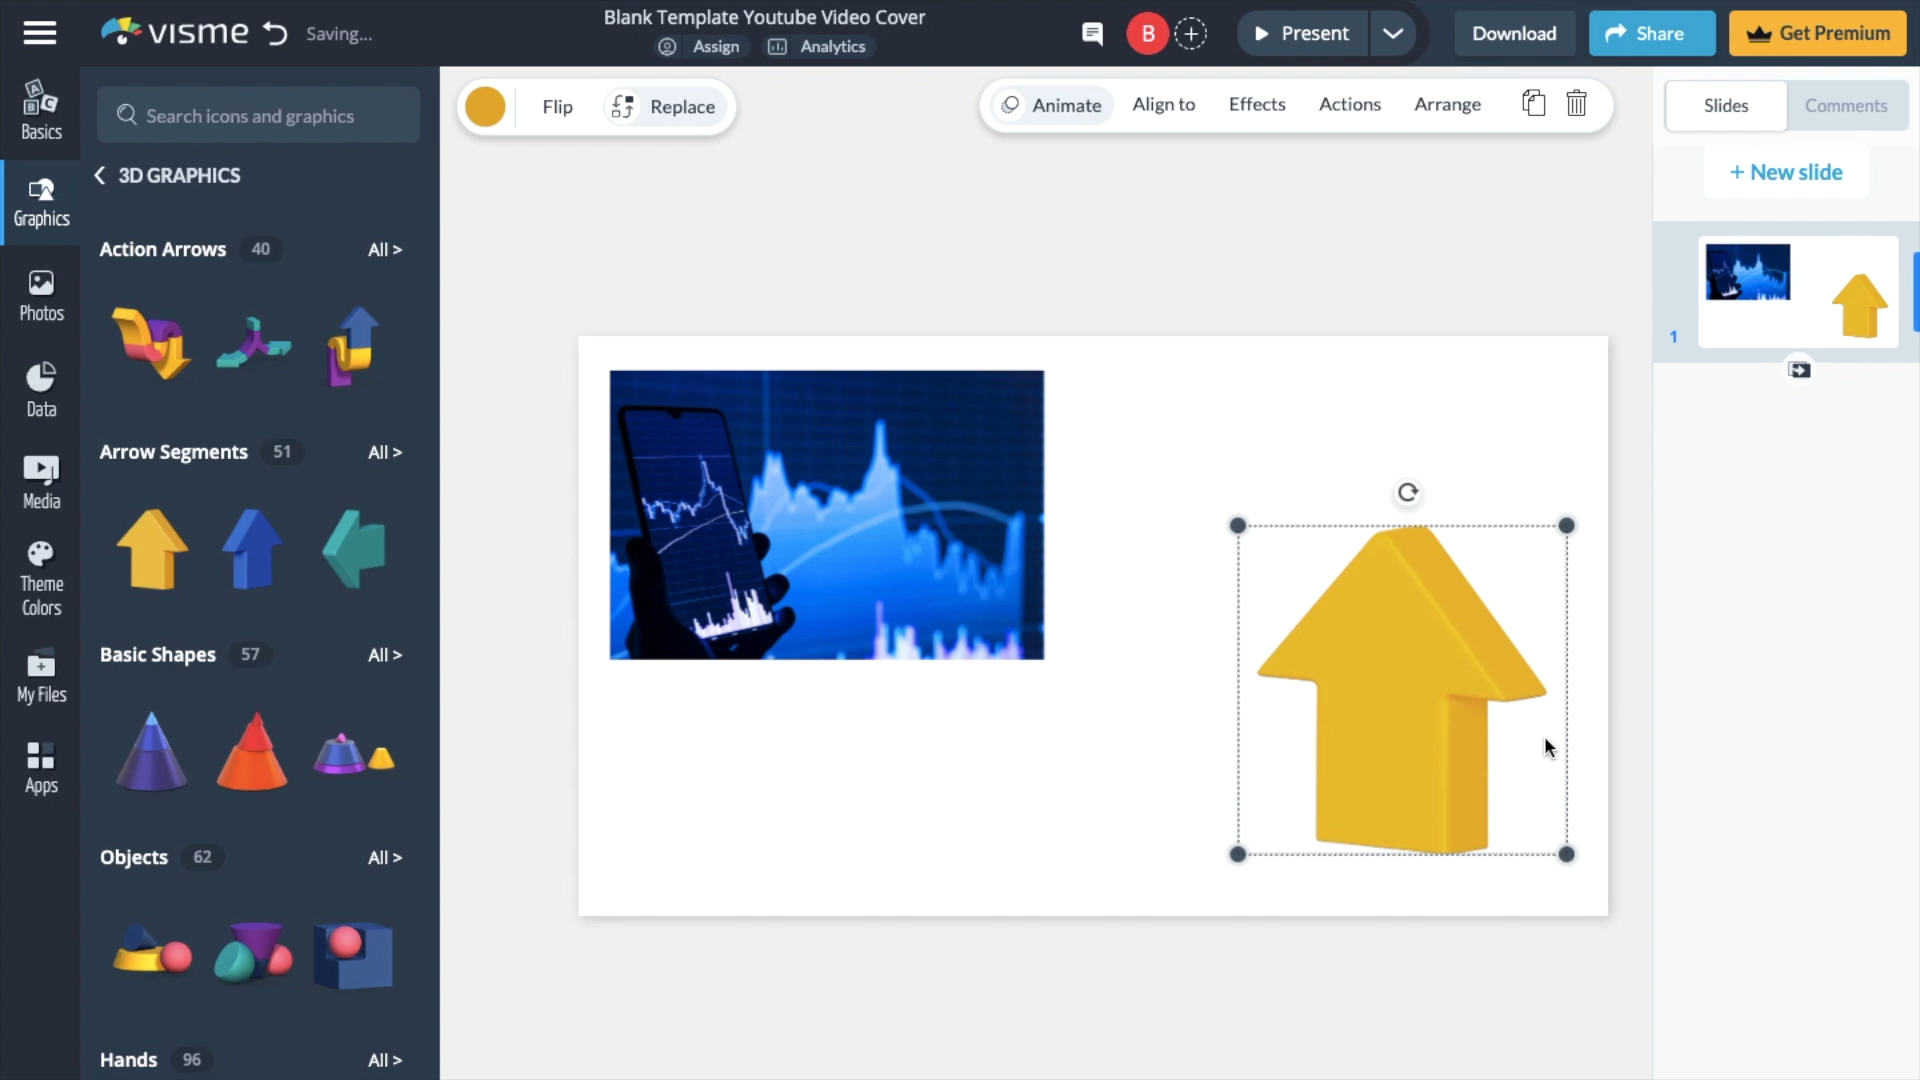 visme
Saving...
Blank Template Youtube Video Cover
Assign
Analytics
B
Present
Download
Share
Get Premium
Basics
Graphics
Photos
Data
Media
Theme
Colors
My Files
Apps
Search icons and graphics
3D GRAPHICS
Action Arrows 40 All >
Arrow Segments 51 All >
Basic Shapes 57 All >
Objects 62 All >
Hands 96 All >
Flip
Replace
Animate
Align to
Effects
Actions
Arrange
Slides
Comments
+ New slide
1